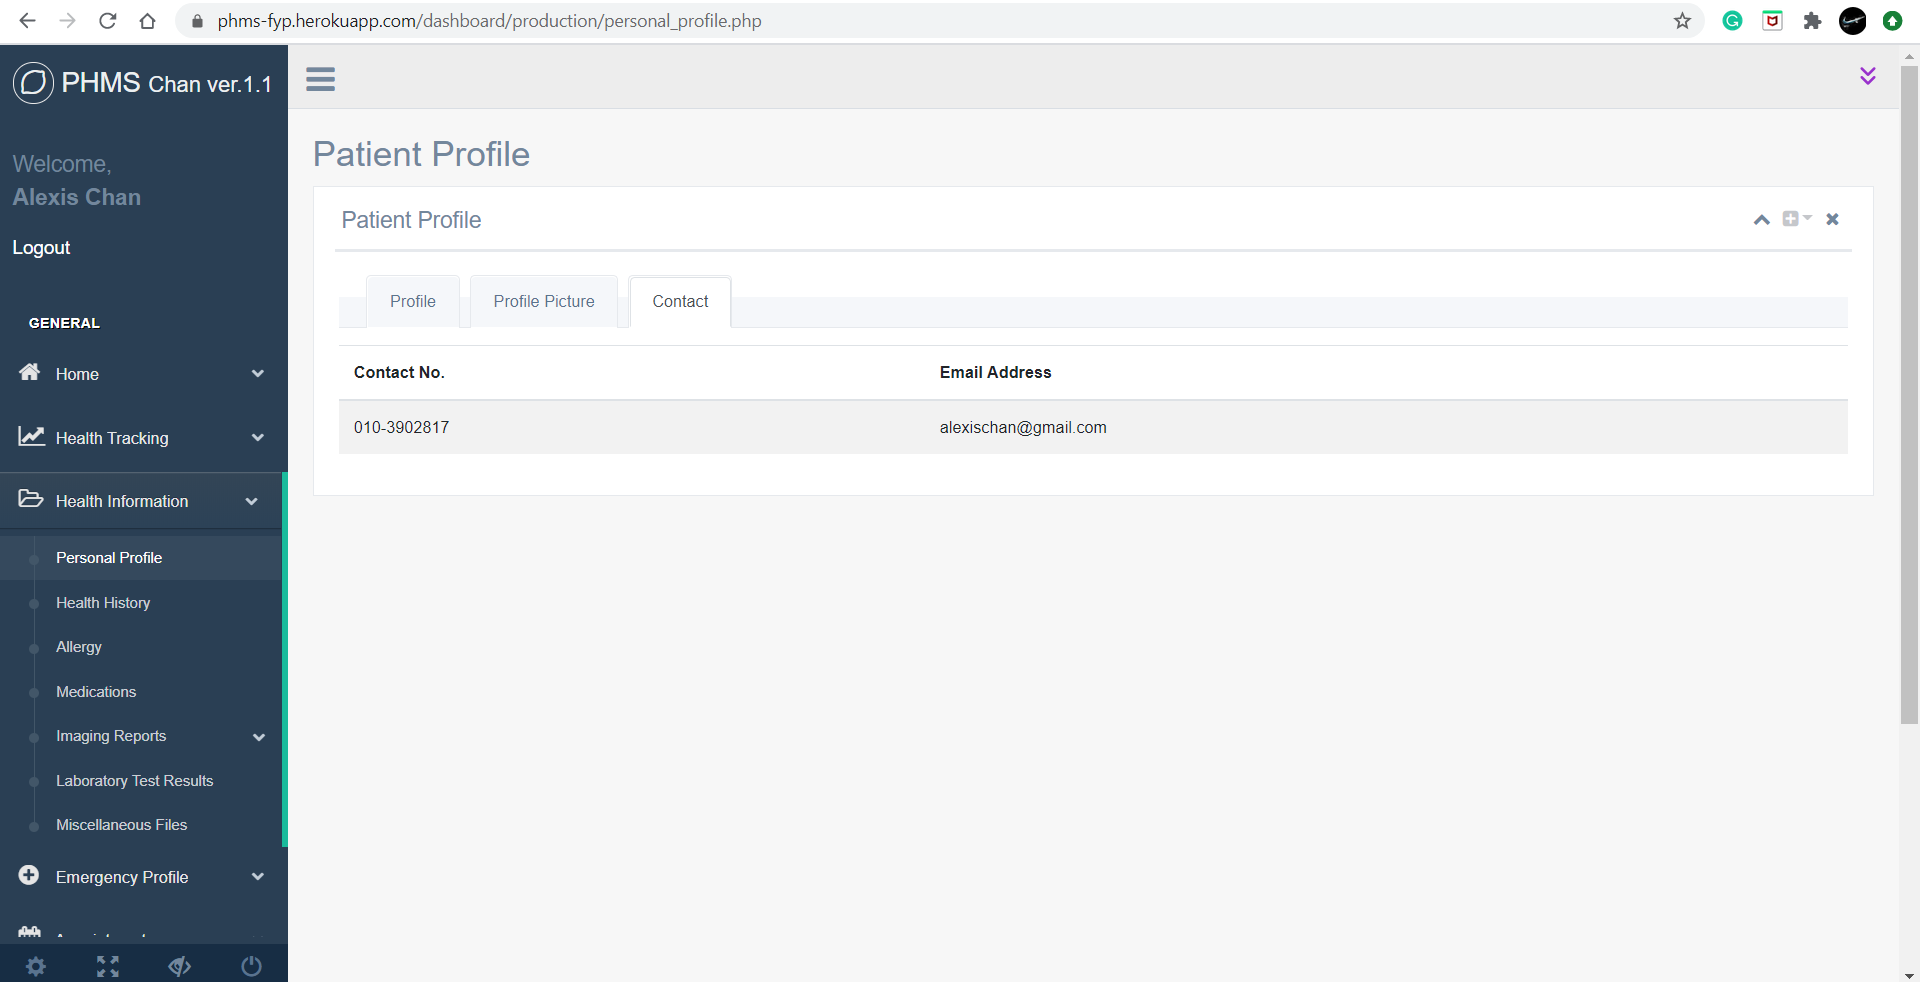 phms-fyp.herokuapp.com/dashboard/production/personal_profile.php
PHMS Chan ver.1.1
Welcome,
Alexis Chan
Logout
GENERAL
Home
Health Tracking
Health Information
Personal Profile
Health History
Allergy
Medications
Imaging Reports
Laboratory Test Results
Miscellaneous Files
Emergency Profile
Patient Profile
Patient Profile
Profile Profile Picture Contact
Contact No. Email Address
010-3902817 alexischan@gmail.com